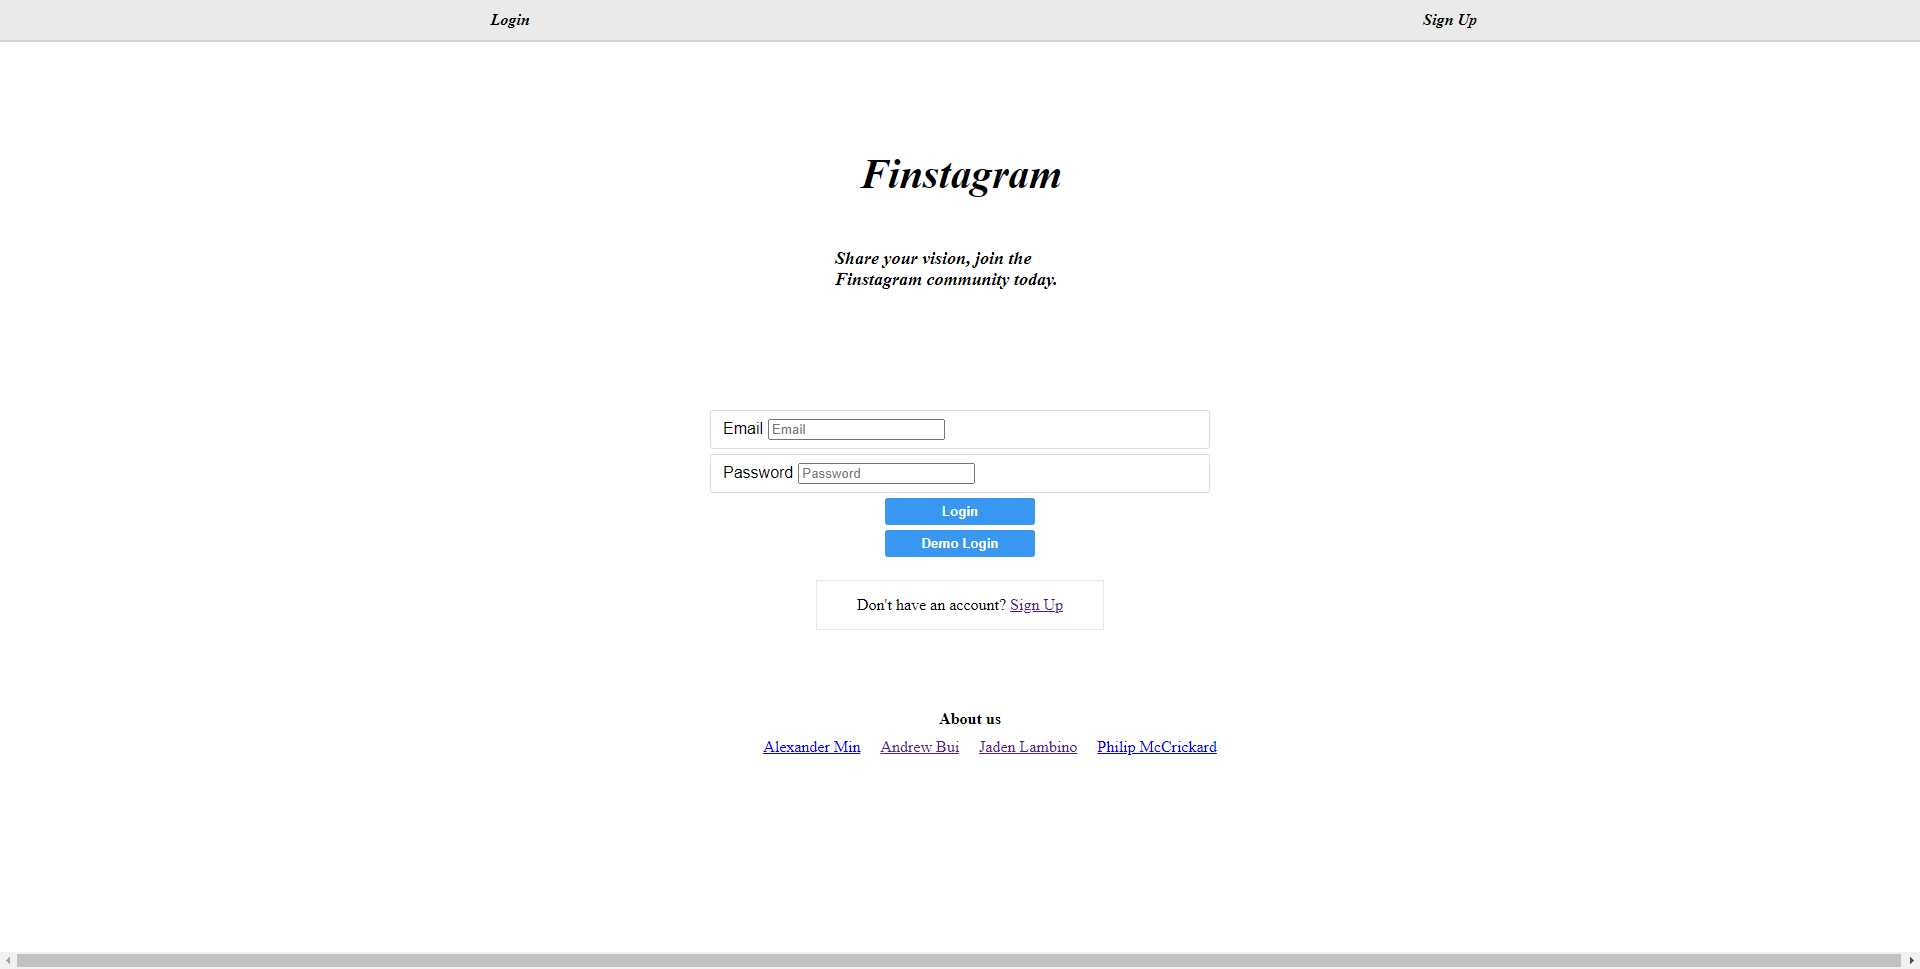 Login Sign Up
Finstagram
Share your vision, join the
Finstagram community today.
Email Email
Password Password
Login
Demo Login
Don't have an account? Sign Up
About us
Alexander Min Andrew Bui Jaden Lambino Philip McCrickard